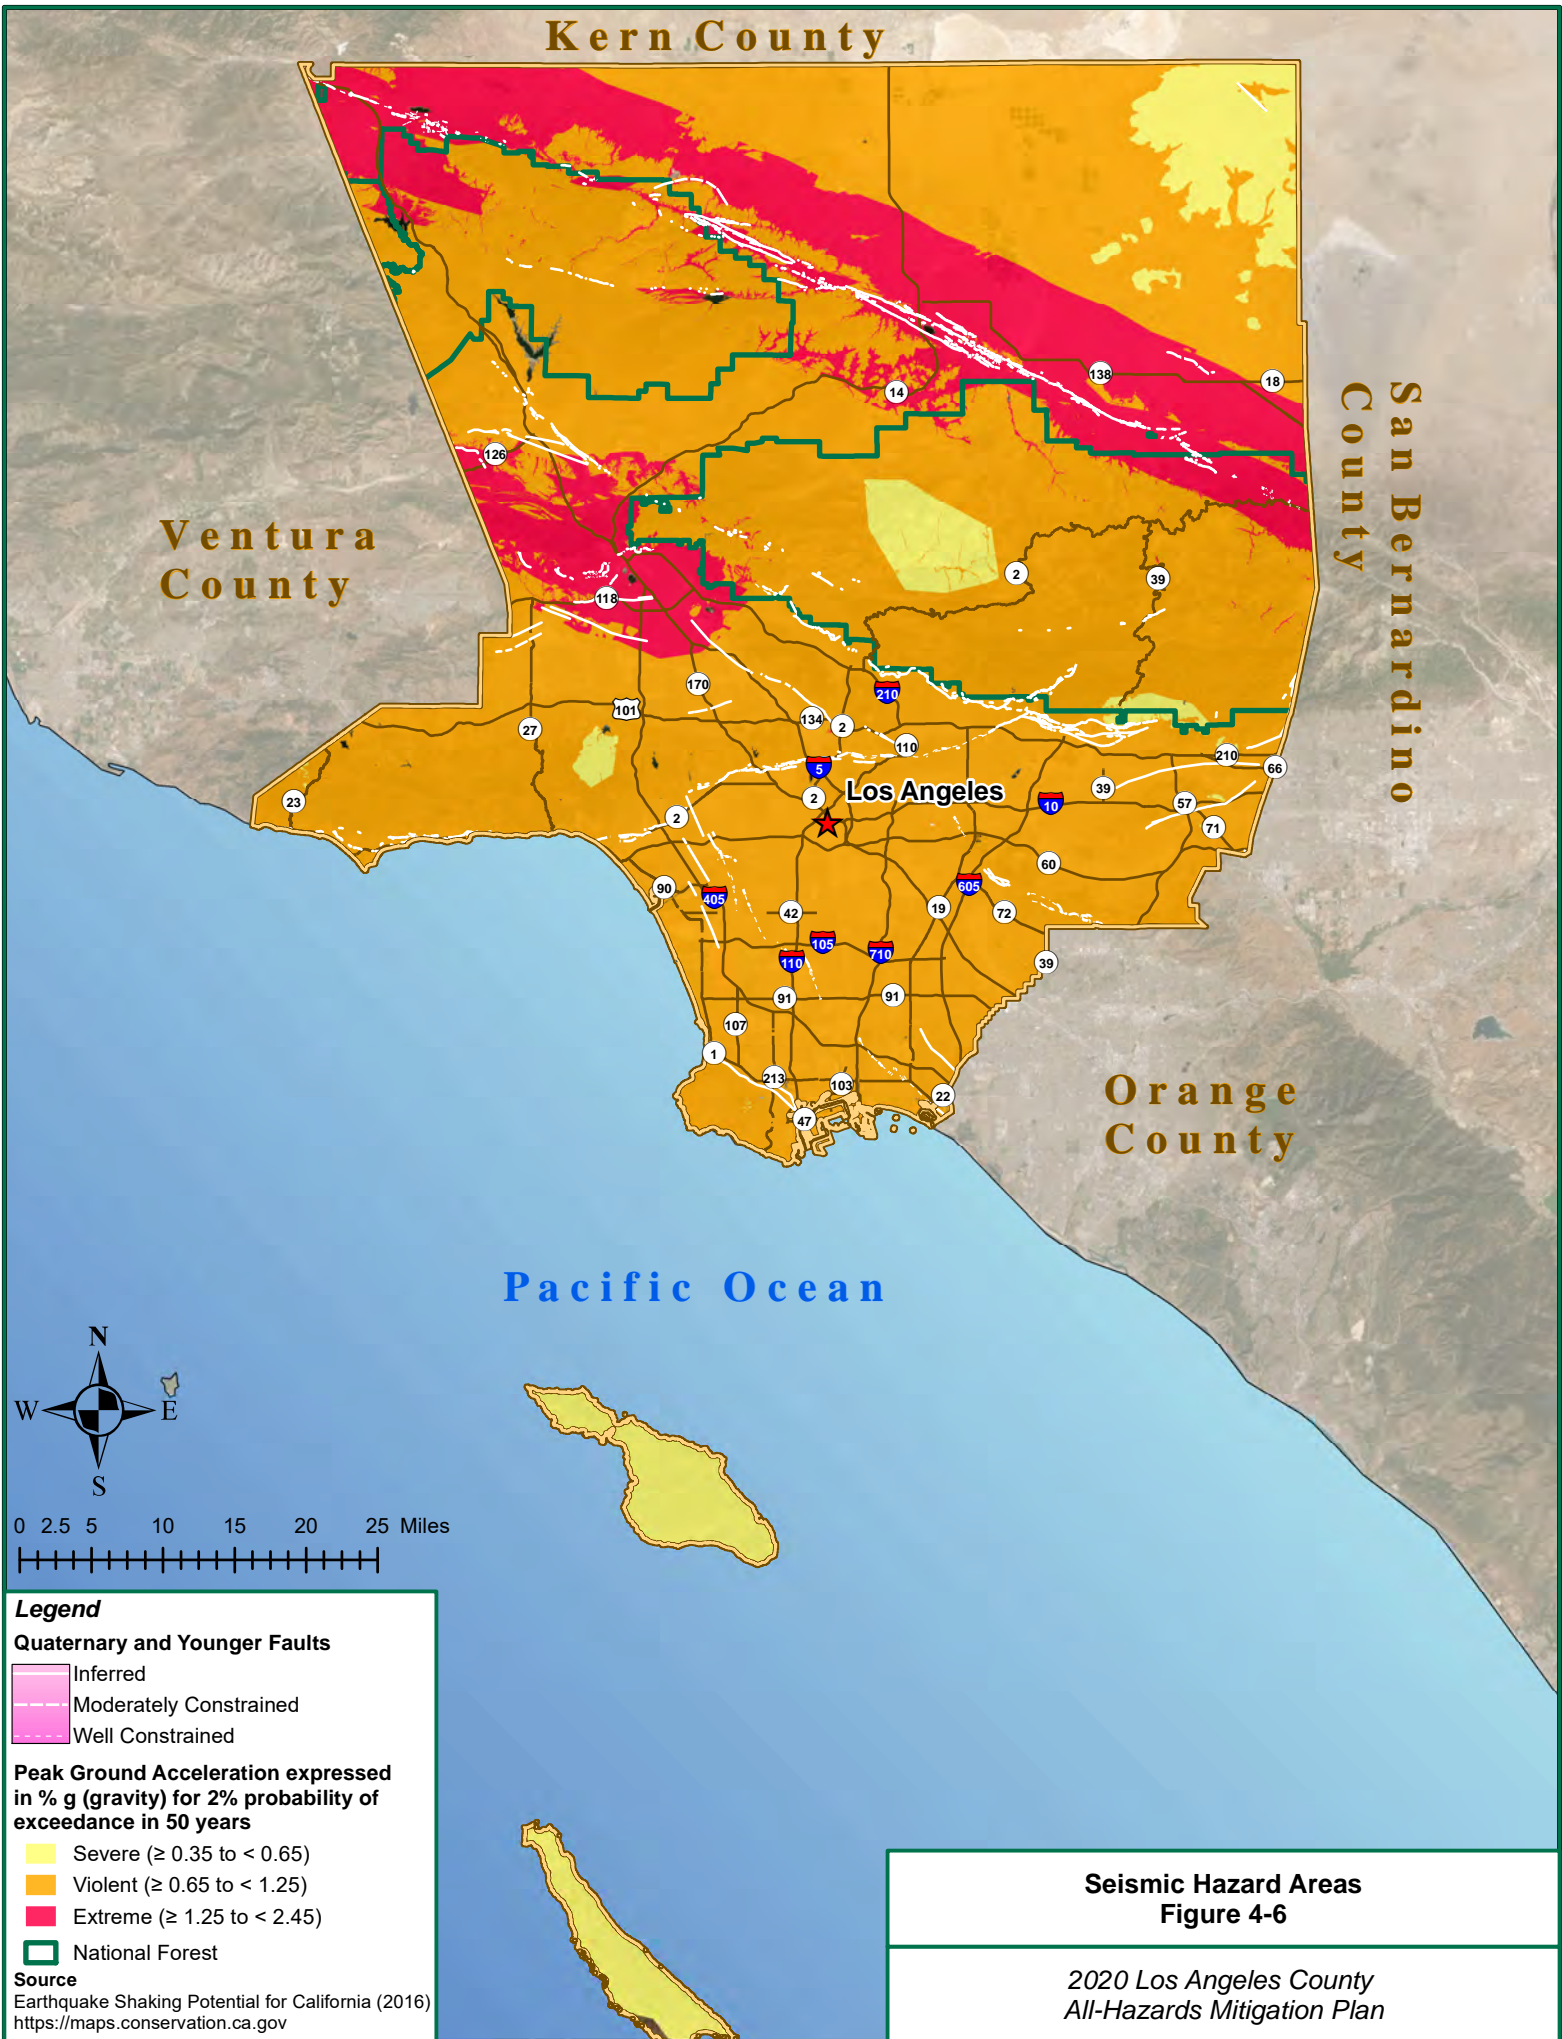 Kern County
138
18
14
126
San Bernardino
County
Ventura
County
2
39
118
170
210
101
134
2
27
110
210
5
66
Los Angeles
39
23
2
10
57
2
71
60
90
405
605
42
19
72
105
710
110
39
91
91
107
1
213
103
22
47
Orange
County
Pacific Ocean
N
W
E
S
0 2.5 5 10 15 20 25 Miles
Legend
Quaternary and Younger Faults
Inferred
Moderately Constrained
Well Constrained
Peak Ground Acceleration expressed
in % g (gravity) for 2% probability of
exceedance in 50 years
Severe (≥ 0.35 to < 0.65)
Violent (≥ 0.65 to < 1.25)
Extreme (≥ 1.25 to < 2.45)
National Forest
Source
Earthquake Shaking Potential for California (2016)
https://maps.conservation.ca.gov
Seismic Hazard Areas
Figure 4-6
2020 Los Angeles County
All-Hazards Mitigation Plan